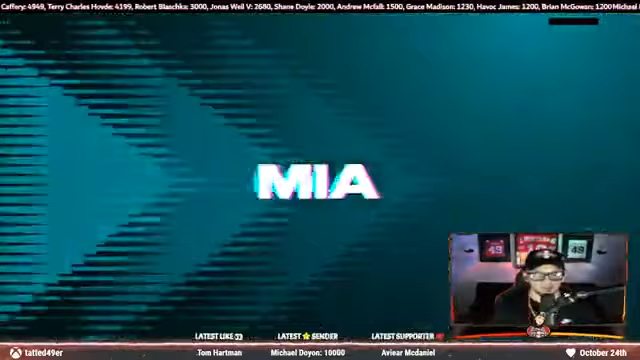 Caffery: 4949, Terry Charles Hovde: 4199, Robert Blaschka: 3000, Jonas Weil V: 2680, Shane Doyle: 2000, Andrew Mcfall: 1500, Grace Madison: 1230, Havoc James: 1200, Brian McGowan: 1200 Michael
MIA
49
49
LATEST LIKE LATEST SENDER LATEST SUPPORTER
tatted49er Tom Hartman Michael Doyon: 10000 Aviear Mcdaniel October 24th